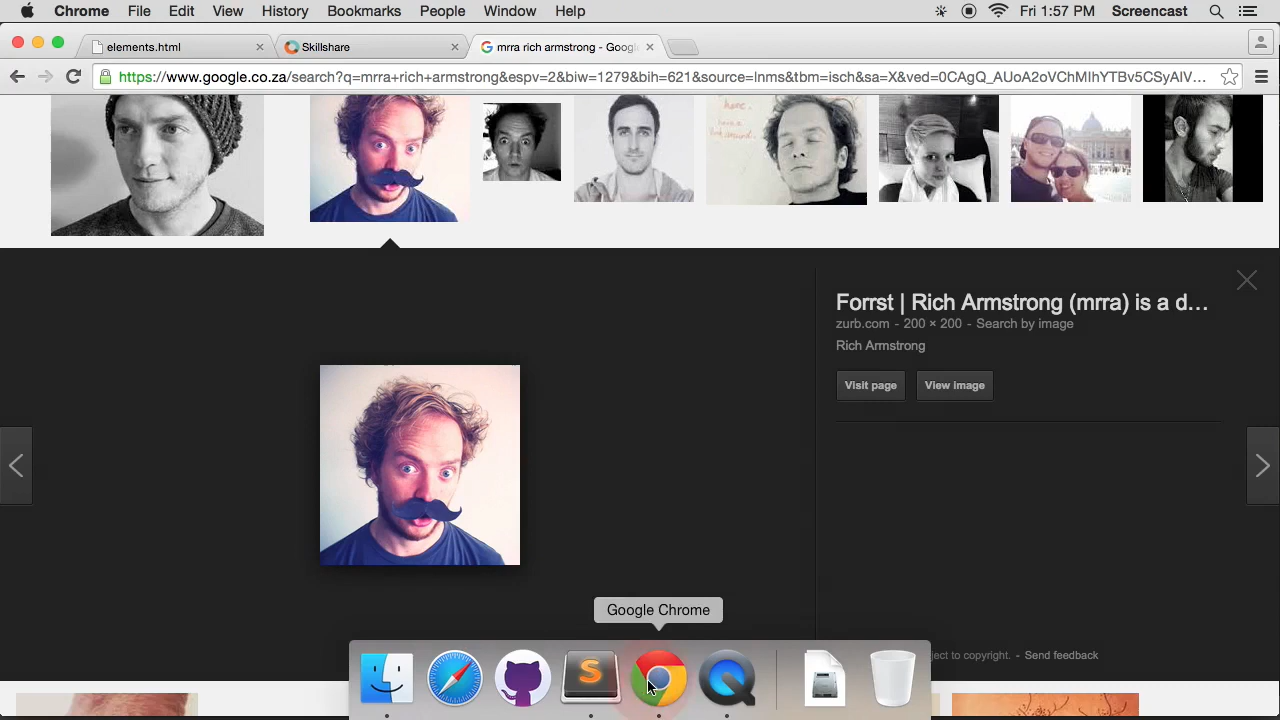 Chrome File Edit View History Bookmarks People Window Help Fri 1:57 PM Screencast
elements.html Skillshare mrra rich armstrong - Goog
https://www.google.co.za/search?q=mrra+rich+armstrong&espv=2&biw=1279&bih=621&source=lnms&tbm=isch&sa=X&ved=0CAgQ_AUoA2oVChMIhYTBv5CSyAIV...
have a
look around.
Forrst | Rich Armstrong (mrra) is a d...
zurb.com - 200 × 200 - Search by image
Rich Armstrong
Visit page View image
Google Chrome
ject to copyright. - Send feedback